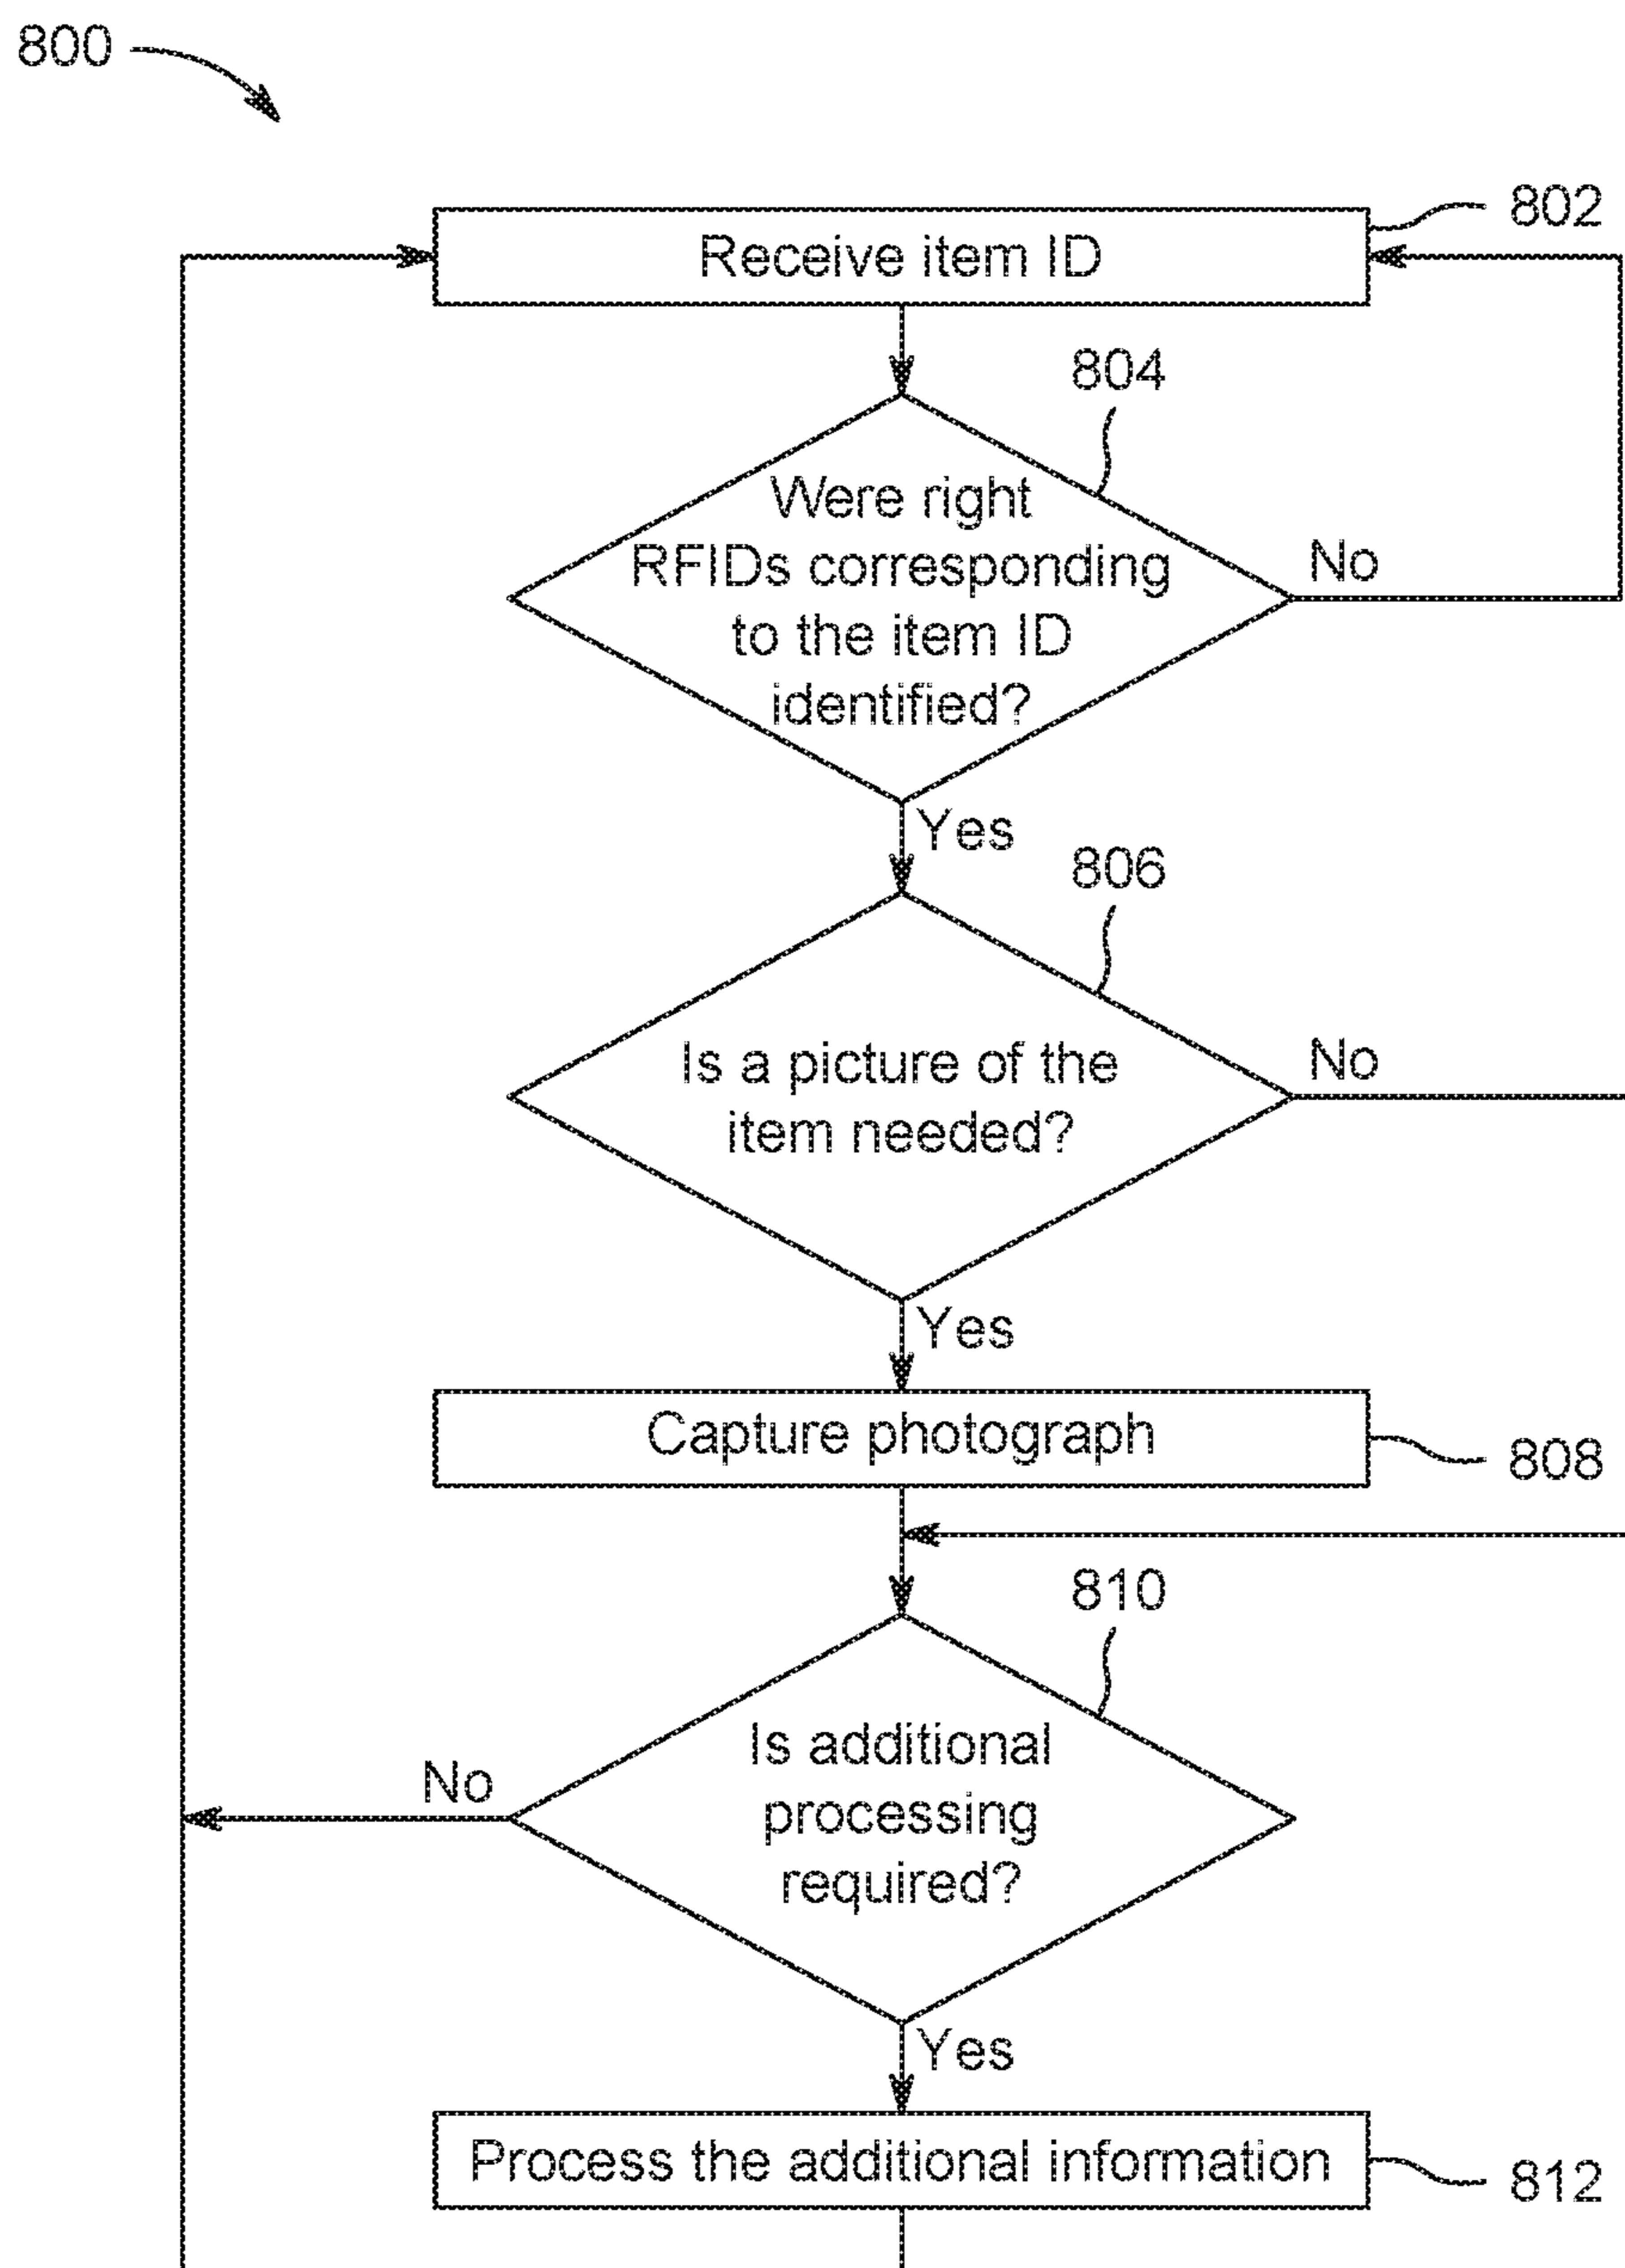 800
802
Receive item ID
804
Were right
RFIDs corresponding
to the item ID
identified?
No
Yes
806
Is a picture of the
item needed?
No
Yes
Capture photograph
808
810
Is additional
processing
required?
No
Yes
Process the additional information
812